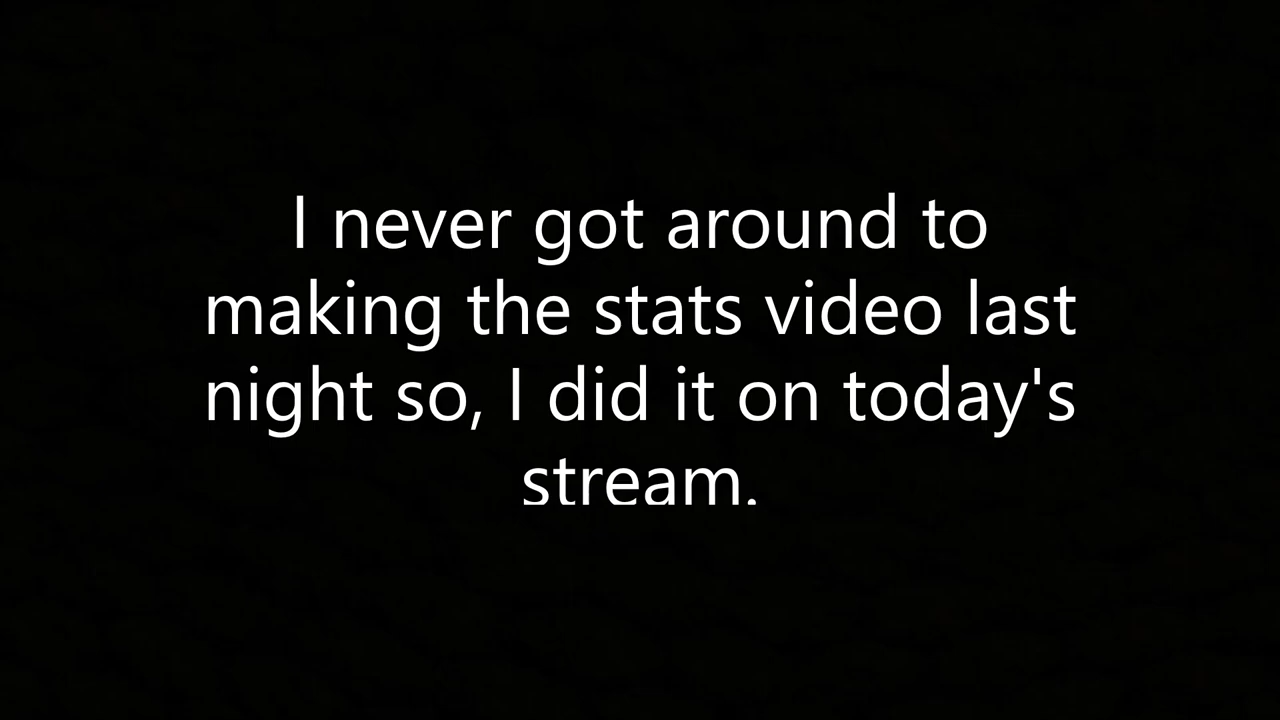 I never got around to
making the stats video last
night so, I did it on today's
stream.